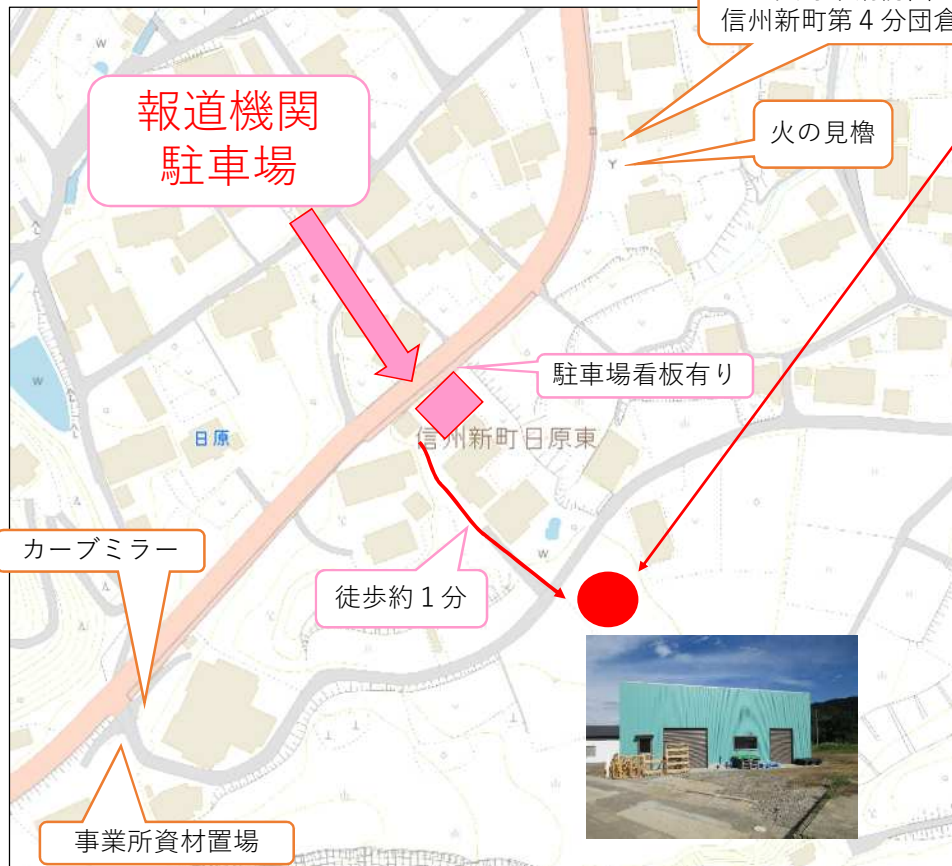 信州新町第４分団倉
報道機関
駐車場
火の見櫓
駐車場看板有り
信州新町日原東
日原
カーブミラー
徒歩約１分
事業所資材置場